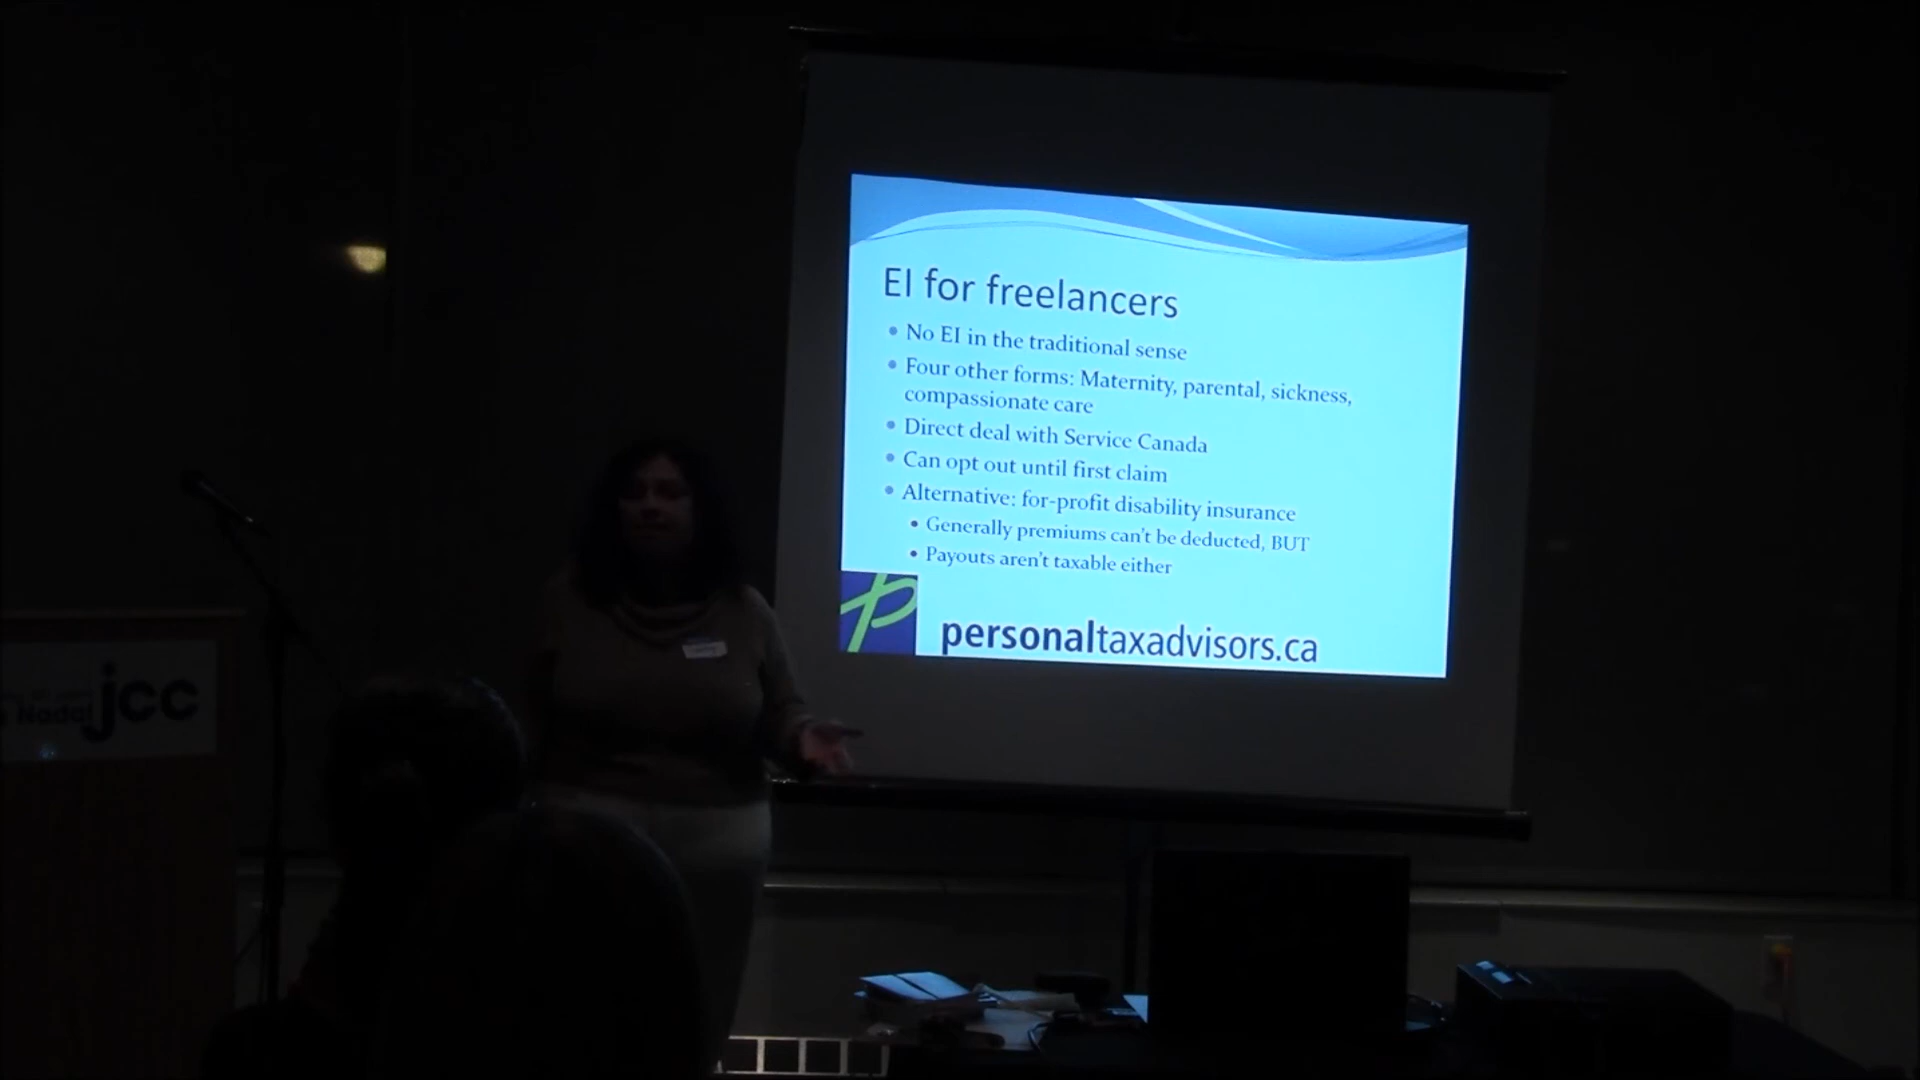 EI for freelancers
No EI in the traditional sense
Four other forms: Maternity, parental, sickness,
compassionate care
Direct deal with Service Canada
Can opt out until first claim
Alternative: for-profit disability insurance
Generally premiums can't be deducted, BUT
Payouts aren't taxable either
personaltaxadvisors.ca
jcc